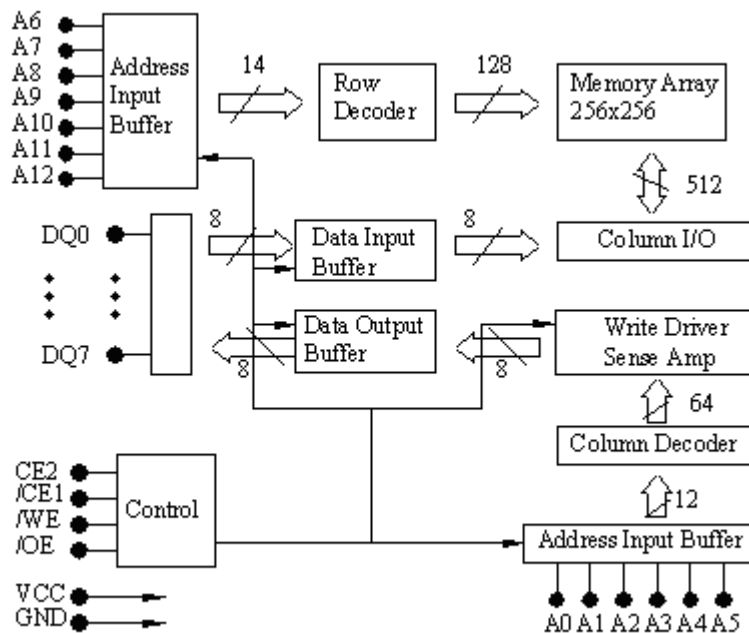 A6
A7
A8
A9
A10
A11
A12
Address
Input
Buffer
14
Row
Decoder
128
Memory Array
256x256
512
DQ0
DQ7
8
Data Input
Buffer
8
Column I/O
Data Output
Buffer
8
8
Write Driver
Sense Amp
64
Column Decoder
12
CE2
/CE1
/WE
/OE
Control
Address Input Buffer
VCC
GND
A0 A1 A2 A3 A4 A5